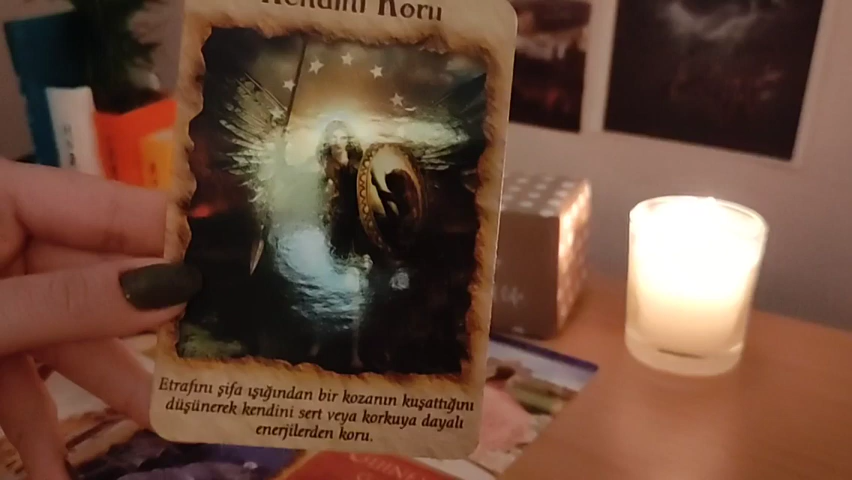 Kendini Koru
Etrafını şifa ışığından bir kozanın kuşattığını
düşünerek kendini sert veya korkuya dayalı
enerjilerden koru.